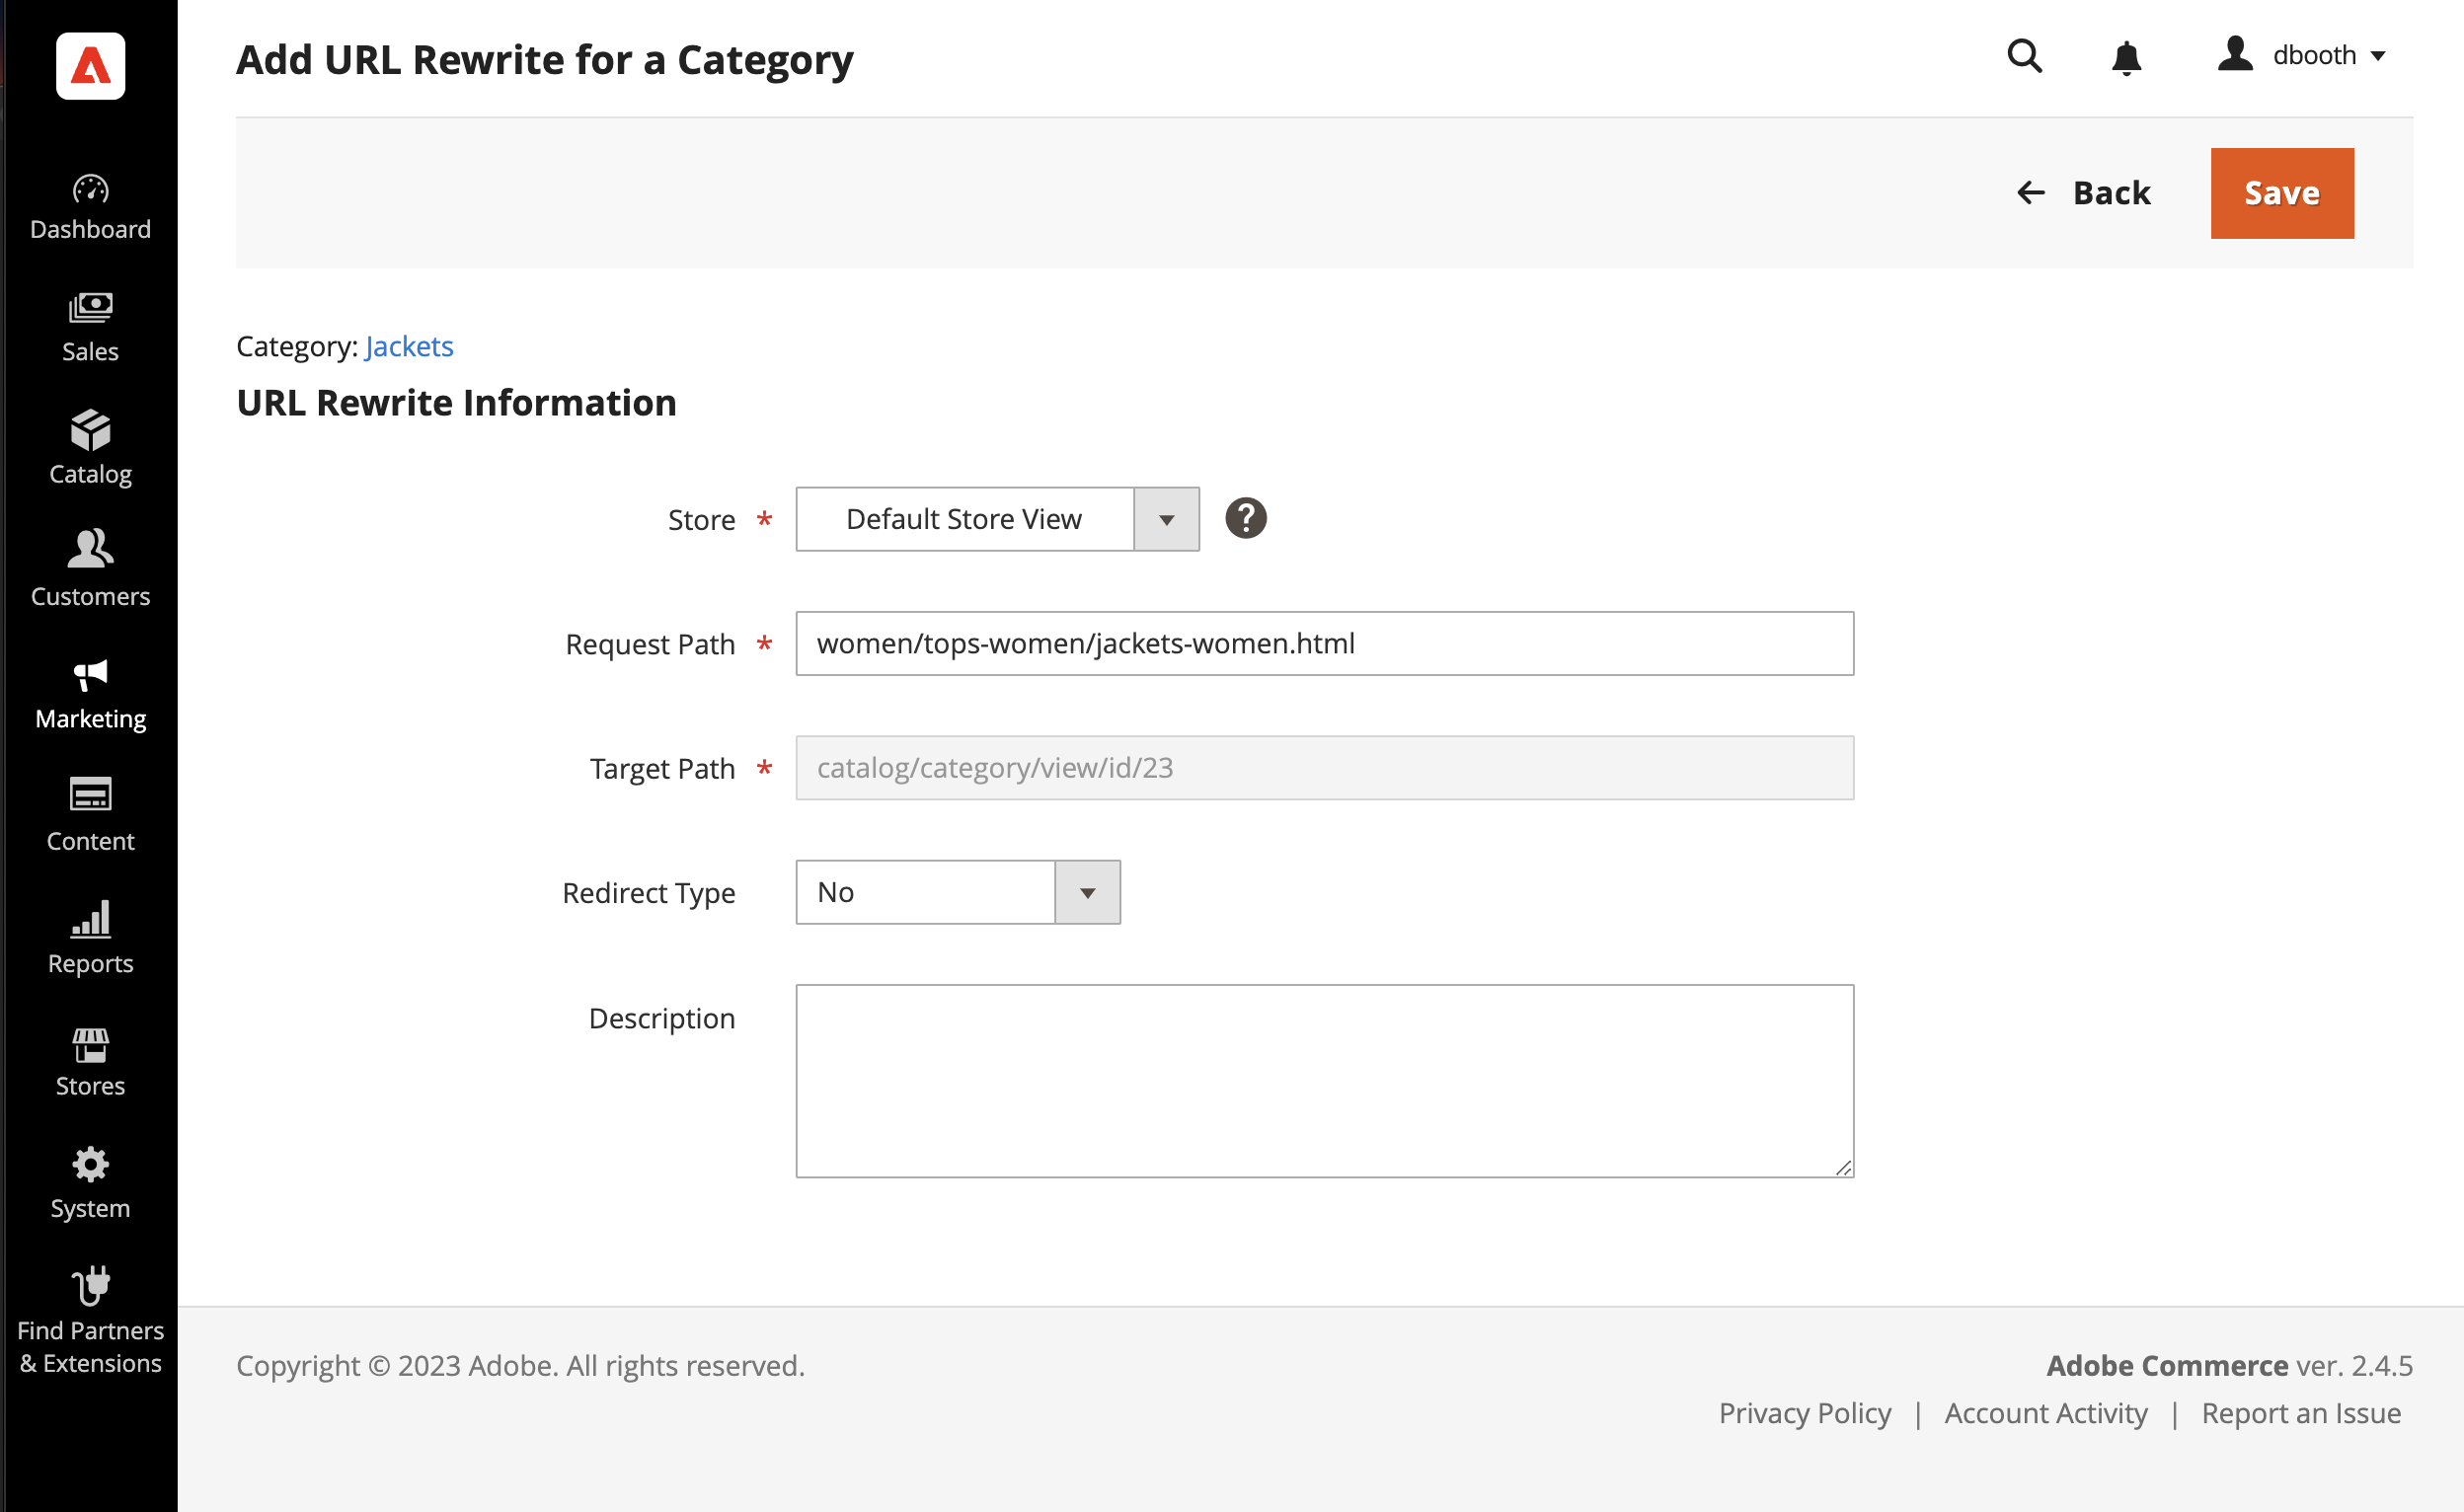 Add URL Rewrite for a Category
dbooth
Back
Save
Dashboard
Sales
Catalog
Customers
Marketing
Content
Reports
Stores
System
Find Partners
& Extensions
Category: Jackets
URL Rewrite Information
Store * Default Store View ?
Request Path * women/tops-women/jackets-women.html
Target Path * catalog/category/view/id/23
Redirect Type No
Description
Copyright © 2023 Adobe. All rights reserved.
Adobe Commerce ver. 2.4.5
Privacy Policy | Account Activity | Report an Issue